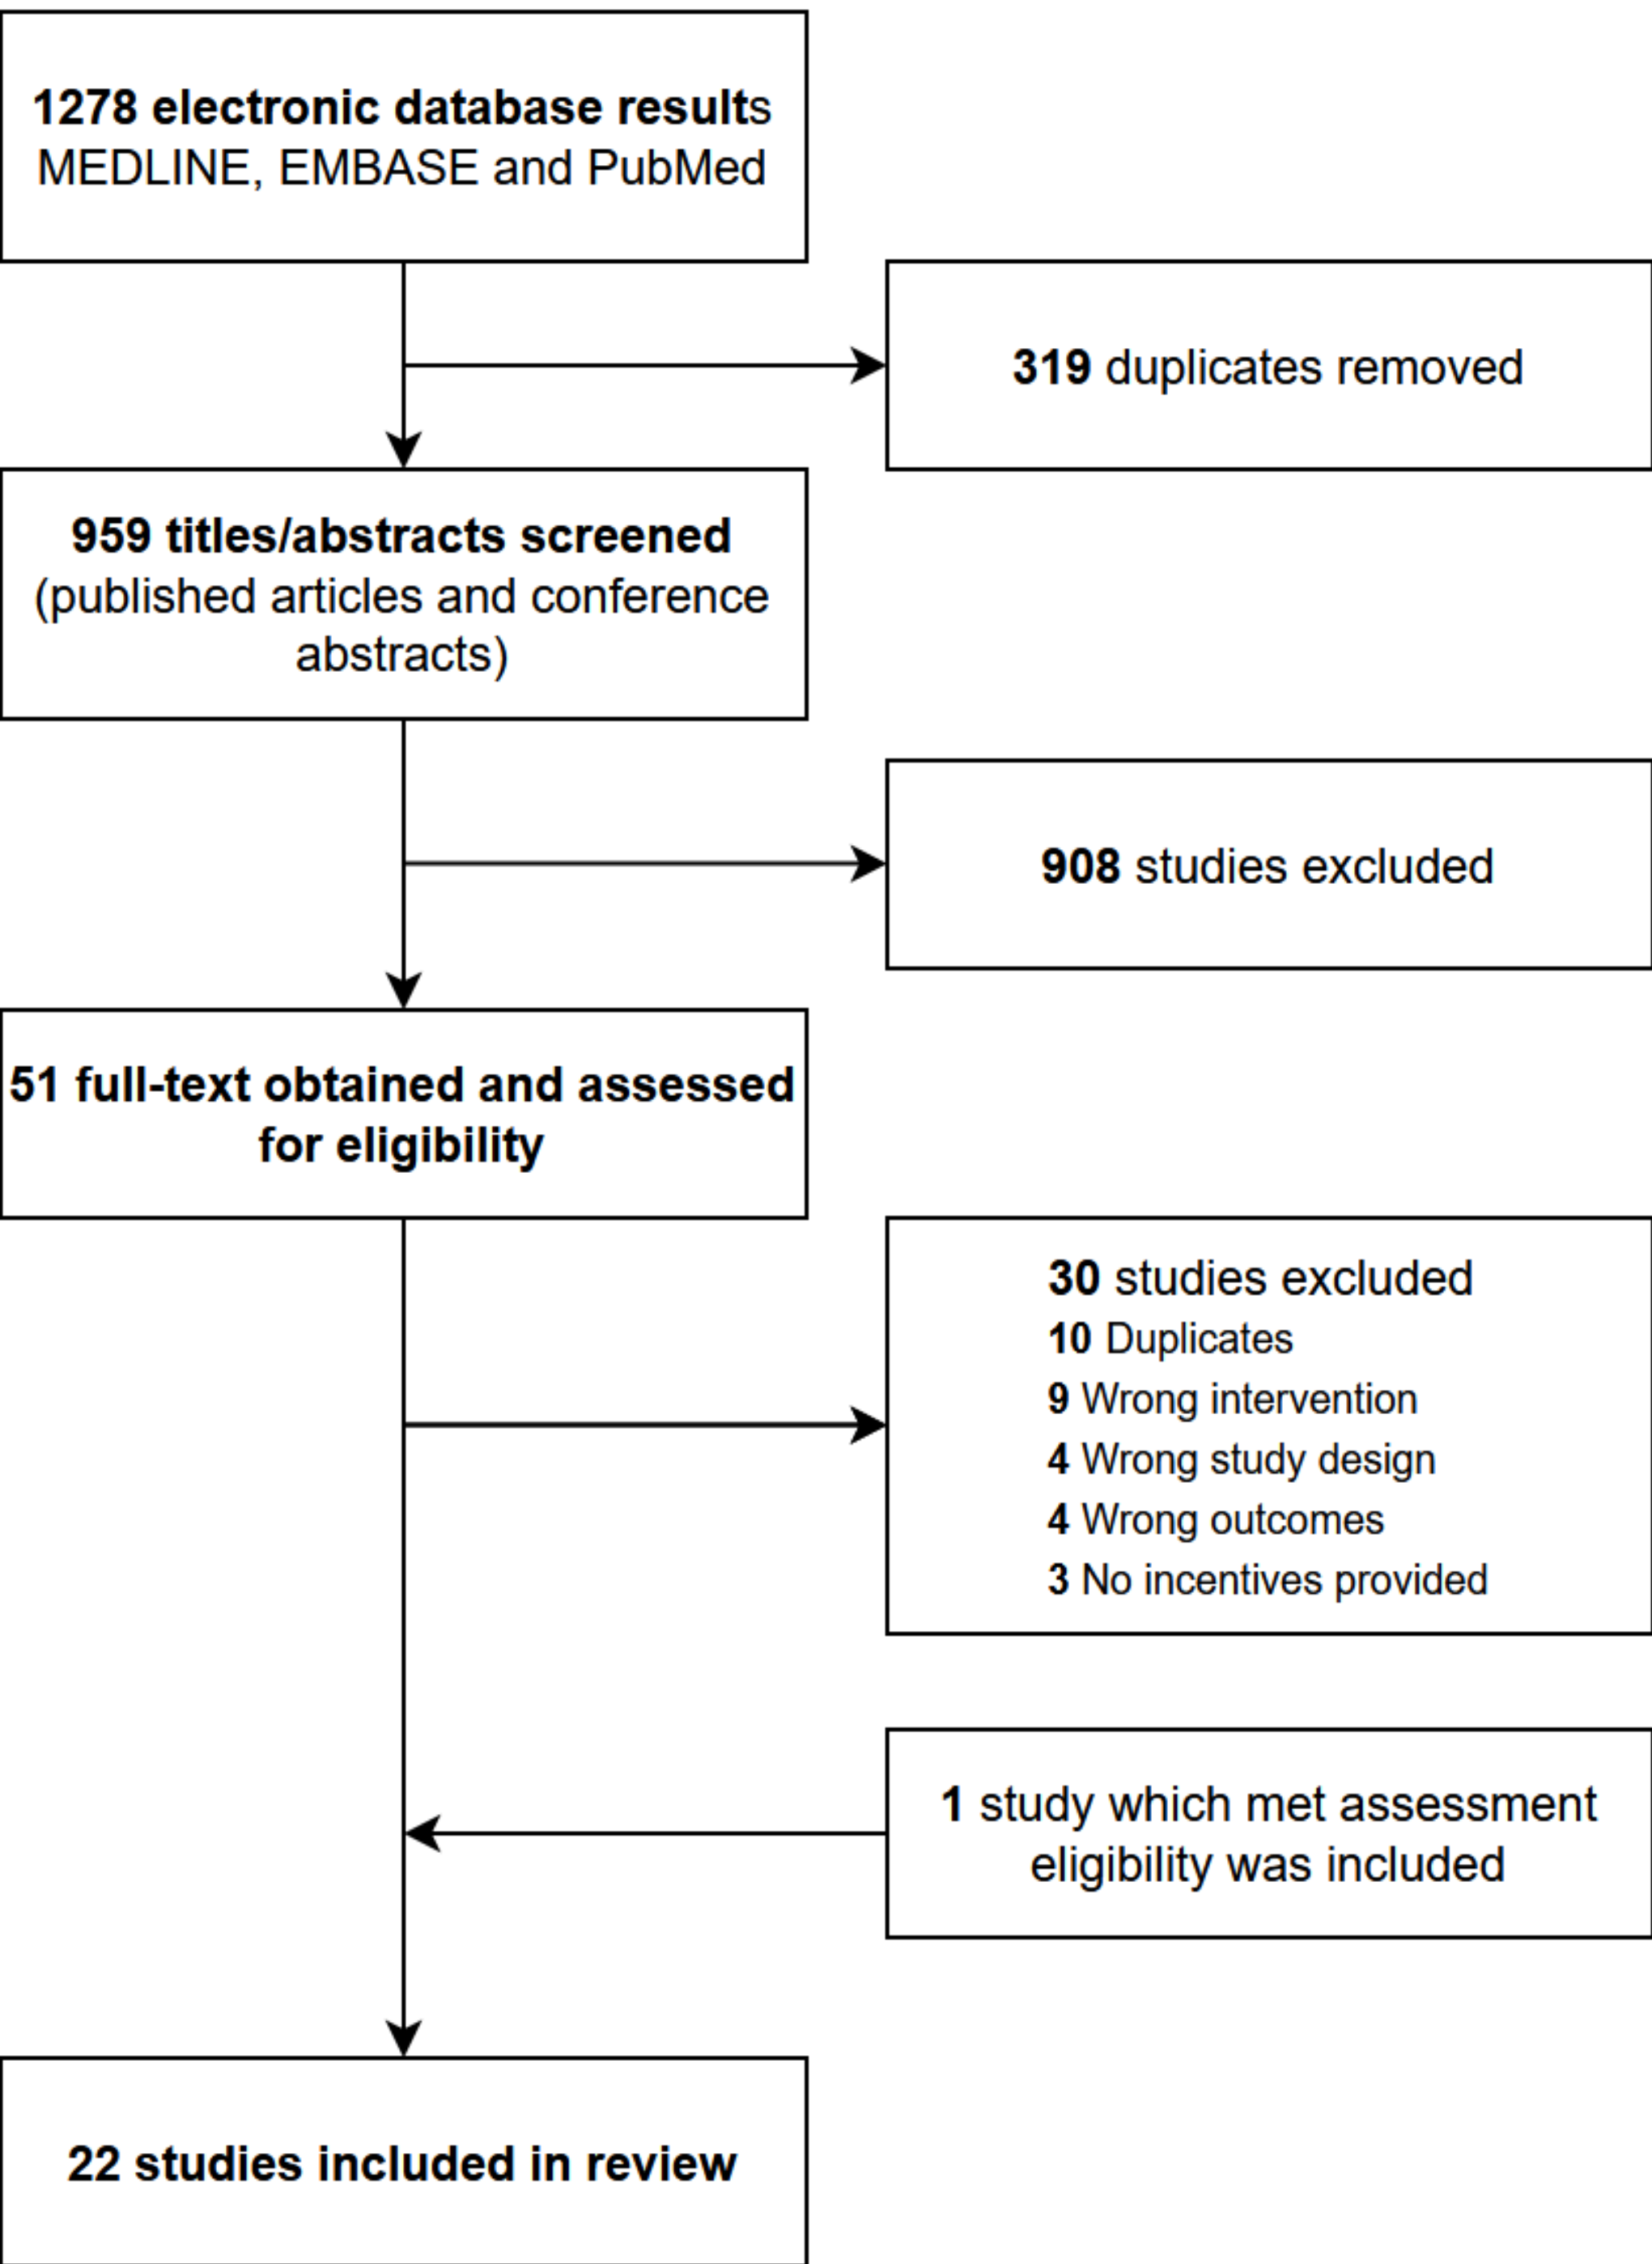 1278 electronic database results
MEDLINE, EMBASE and PubMed
319 duplicates removed
959 titles/abstracts screened
(published articles and conference
abstracts)
908 studies excluded
51 full-text obtained and assessed
for eligibility
30 studies excluded
10 Duplicates
9 Wrong intervention
4 Wrong study design
4 Wrong outcomes
3 No incentives provided
1 study which met assessment
eligibility was included
22 studies included in review